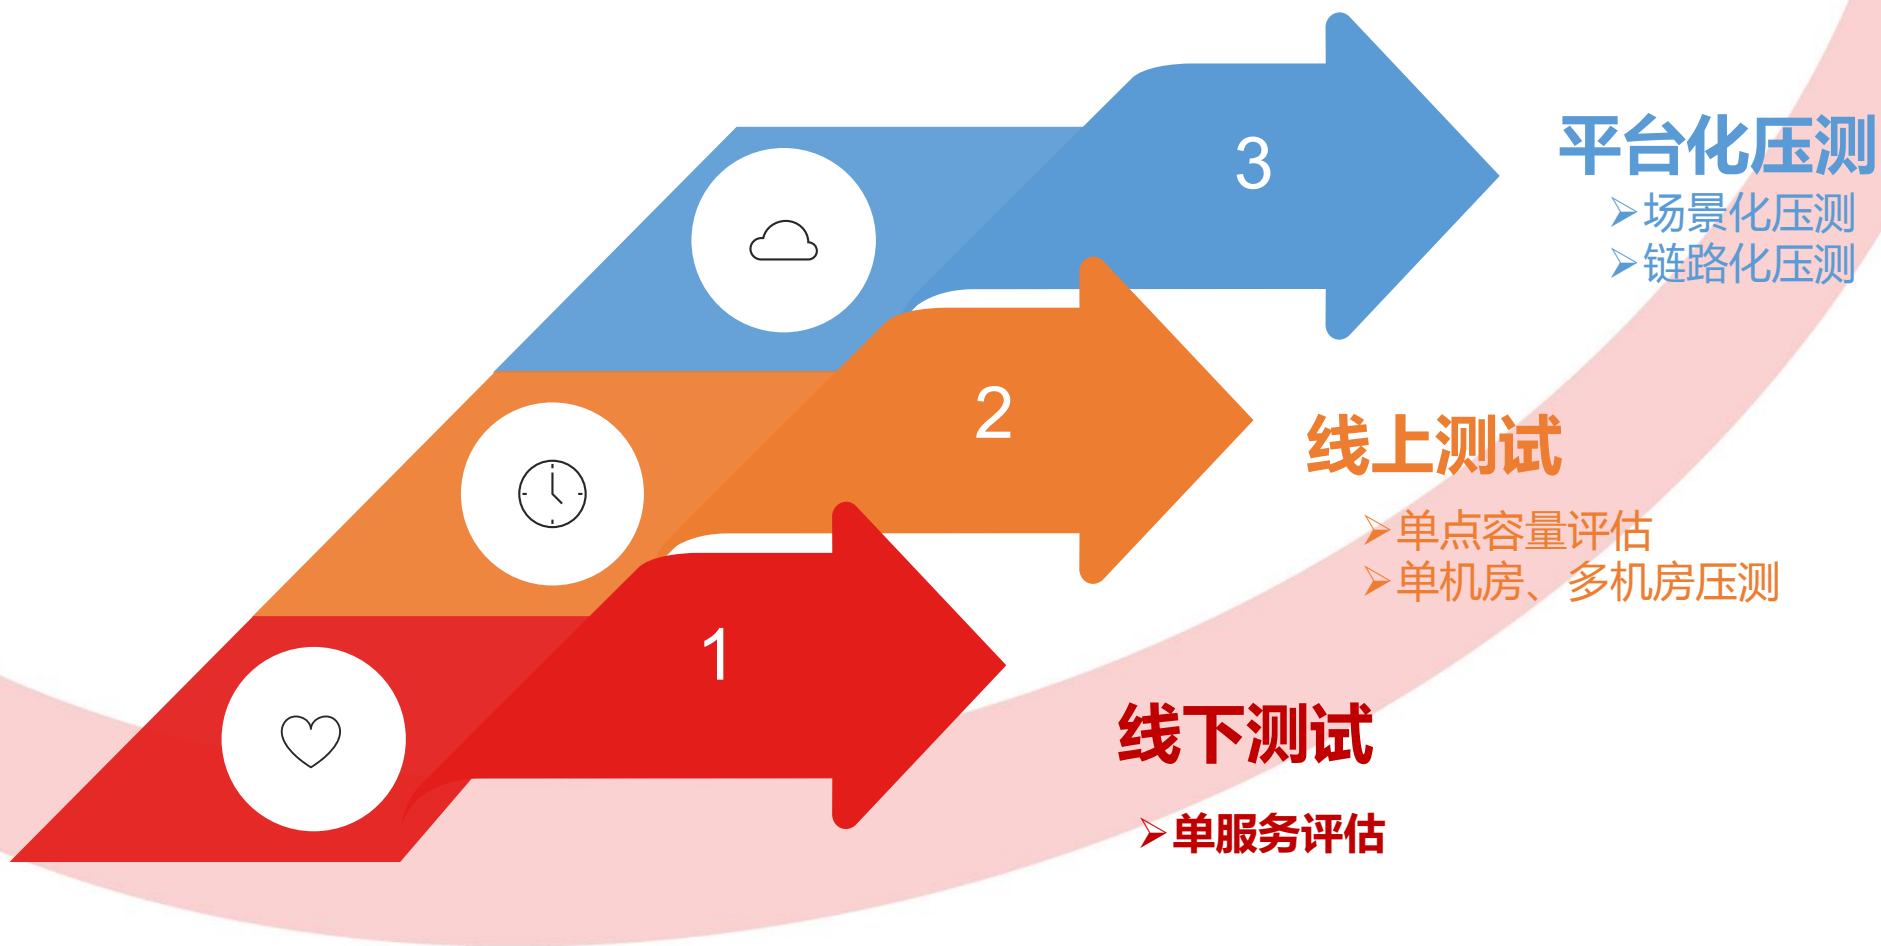 3
平台化压测
➢场景化压测
➢链路化压测
2
线上测试
➢单点容量评估
➢单机房、多机房压测
1
线下测试
➢单服务评估